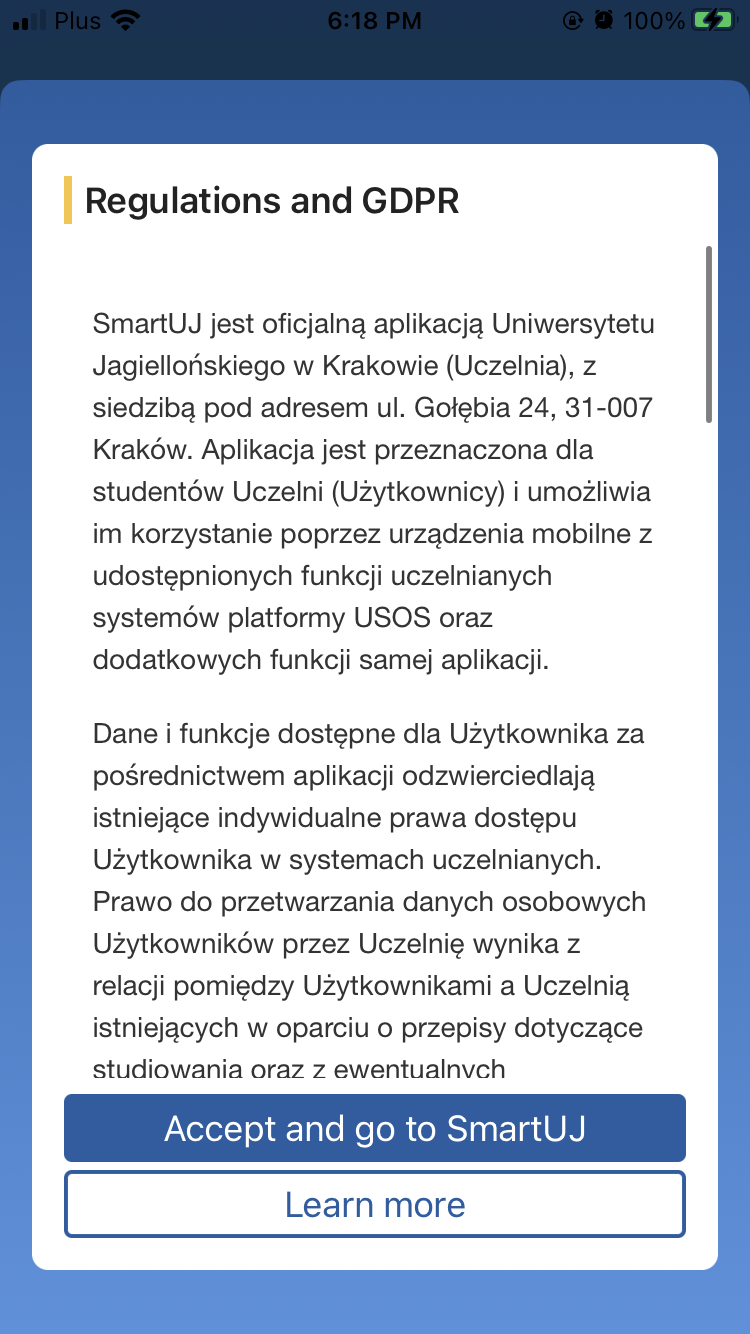 Plus
6:18 PM
100%
Regulations and GDPR
SmartUJ jest oficjalną aplikacją Uniwersytetu
Jagiellońskiego w Krakowie (Uczelnia), z
siedzibą pod adresem ul. Gołębia 24, 31-007
Kraków. Aplikacja jest przeznaczona dla
studentów Uczelni (Użytkownicy) i umożliwia
im korzystanie poprzez urządzenia mobilne z
udostępnionych funkcji uczelnianych
systemów platformy USOS oraz
dodatkowych funkcji samej aplikacji.
Dane i funkcje dostępne dla Użytkownika za
pośrednictwem aplikacji odzwierciedlają
istniejące indywidualne prawa dostępu
Użytkownika w systemach uczelnianych.
Prawo do przetwarzania danych osobowych
Użytkowników przez Uczelnię wynika z
relacji pomiędzy Użytkownikami a Uczelnią
istniejących w oparciu o przepisy dotyczące
studiowania oraz z ewentualnych
Accept and go to SmartUJ
Learn more